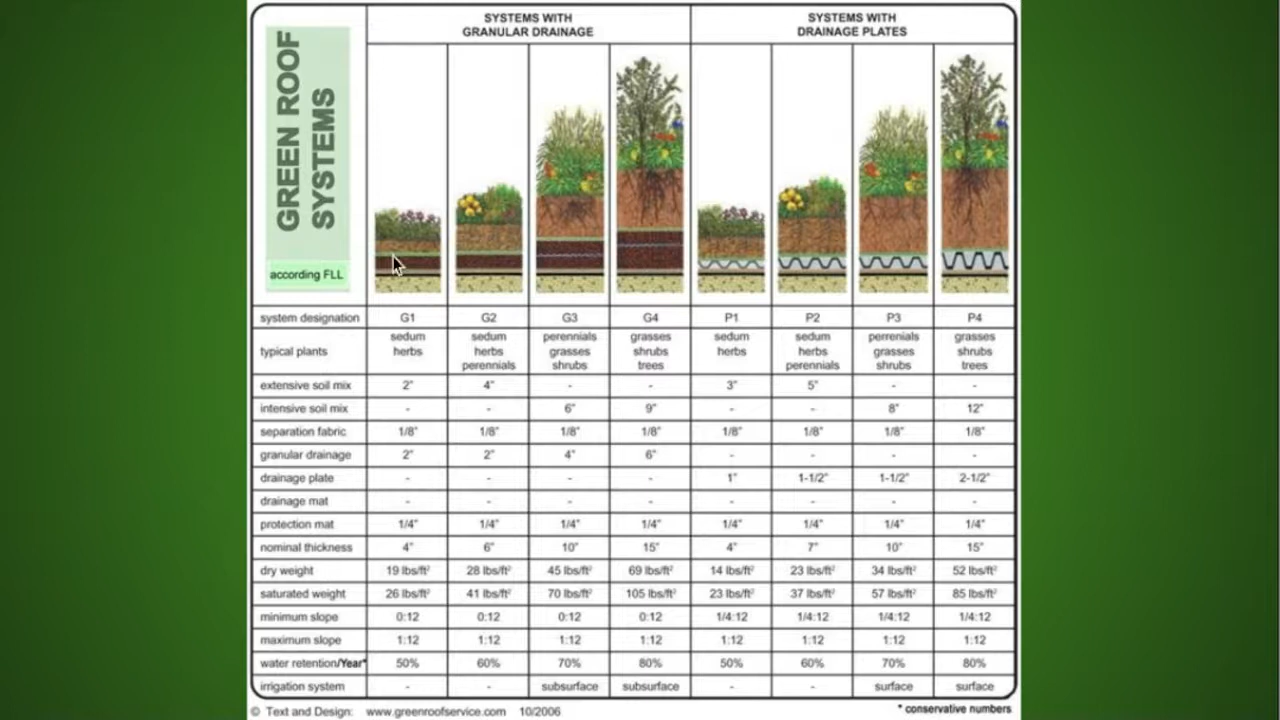 GREEN ROOF
SYSTEMS
according FLL
SYSTEMS WITH
GRANULAR DRAINAGE
SYSTEMS WITH
DRAINAGE PLATES
system designation G1 G2 G3 G4 P1 P2 P3 P4
typical plants
sedum
herbs
sedum
herbs
perennials
perennials
grasses
shrubs
grasses
shrubs
trees
sedum
herbs
sedum
herbs
perennials
perrenials
grasses
shrubs
grasses
shrubs
trees
extensive soil mix 2" 4" - - 3" 5" - -
intensive soil mix - - 6" 9" - - 8" 12"
separation fabric 1/8" 1/8" 1/8" 1/8" 1/8" 1/8" 1/8" 1/8"
granular drainage 2" 2" 4" 6" - - - -
drainage plate - - - - 1" 1-1/2" 1-1/2" 2-1/2"
drainage mat - - - - - - - -
protection mat 1/4" 1/4" 1/4" 1/4" 1/4" 1/4" 1/4" 1/4"
nominal thickness 4" 6" 10" 15" 4" 7" 10" 15"
dry weight 19 lbs/ft² 28 lbs/ft² 45 lbs/ft² 69 lbs/ft² 14 lbs/ft² 23 lbs/ft² 34 lbs/ft² 52 lbs/ft²
saturated weight 26 lbs/ft² 41 lbs/ft² 70 lbs/ft² 105 lbs/ft² 23 lbs/ft² 37 lbs/ft² 57 lbs/ft² 85 lbs/ft²
minimum slope 0:12 0:12 0:12 0:12 1/4:12 1/4:12 1/4:12 1/4:12
maximum slope 1:12 1:12 1:12 1:12 1:12 1:12 1:12 1:12
water retention/Year* 50% 60% 70% 80% 50% 60% 70% 80%
irrigation system - - subsurface subsurface - - surface surface
© Text and Design: www.greenroofservice.com 10/2006
* conservative numbers